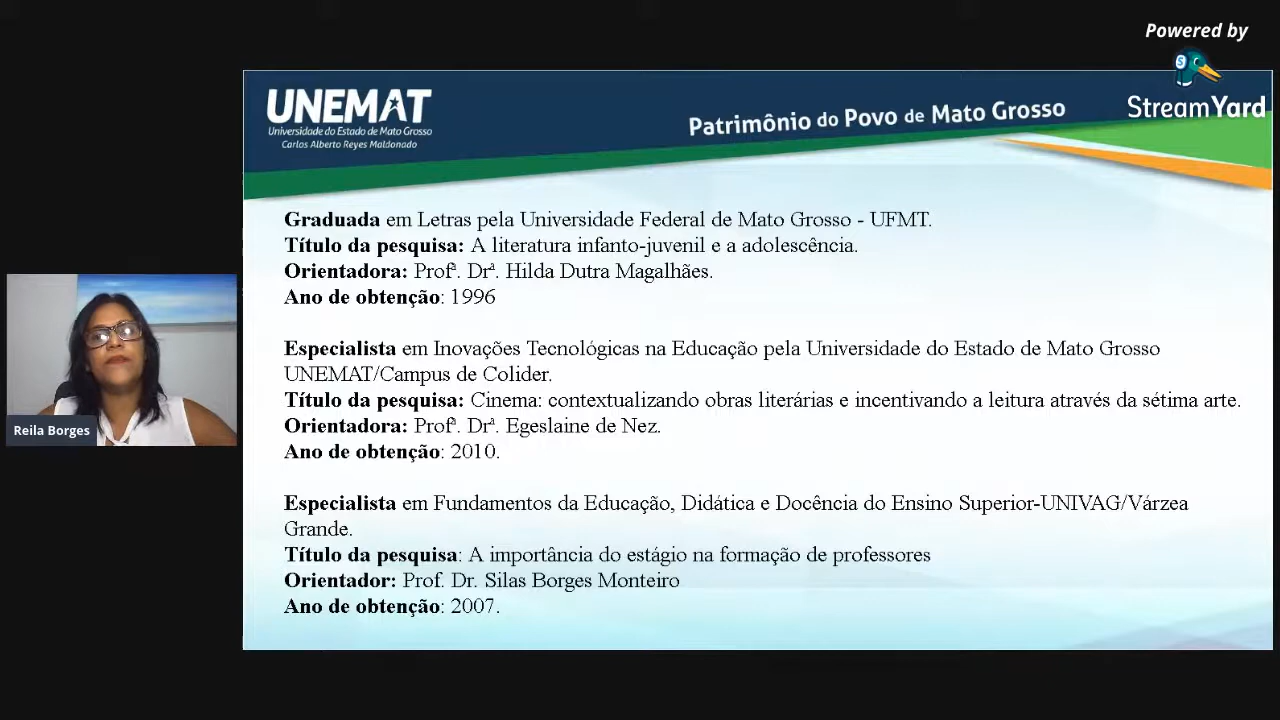 Powered by
StreamYard
UNEMAT
Universidade do Estado de Mato Grosso
Carlos Alberto Reyes Maldonado
Patrimônio do Povo de Mato Grosso
Graduada em Letras pela Universidade Federal de Mato Grosso - UFMT.
Título da pesquisa: A literatura infanto-juvenil e a adolescência.
Orientadora: Profª. Drª. Hilda Dutra Magalhães.
Ano de obtenção: 1996
Especialista em Inovações Tecnológicas na Educação pela Universidade do Estado de Mato Grosso
UNEMAT/Campus de Colider.
Título da pesquisa: Cinema: contextualizando obras literárias e incentivando a leitura através da sétima arte.
Orientadora: Profª. Drª. Egeslaine de Nez.
Ano de obtenção: 2010.
Especialista em Fundamentos da Educação, Didática e Docência do Ensino Superior-UNIVAG/Várzea
Grande.
Título da pesquisa: A importância do estágio na formação de professores
Orientador: Prof. Dr. Silas Borges Monteiro
Ano de obtenção: 2007.
Reila Borges